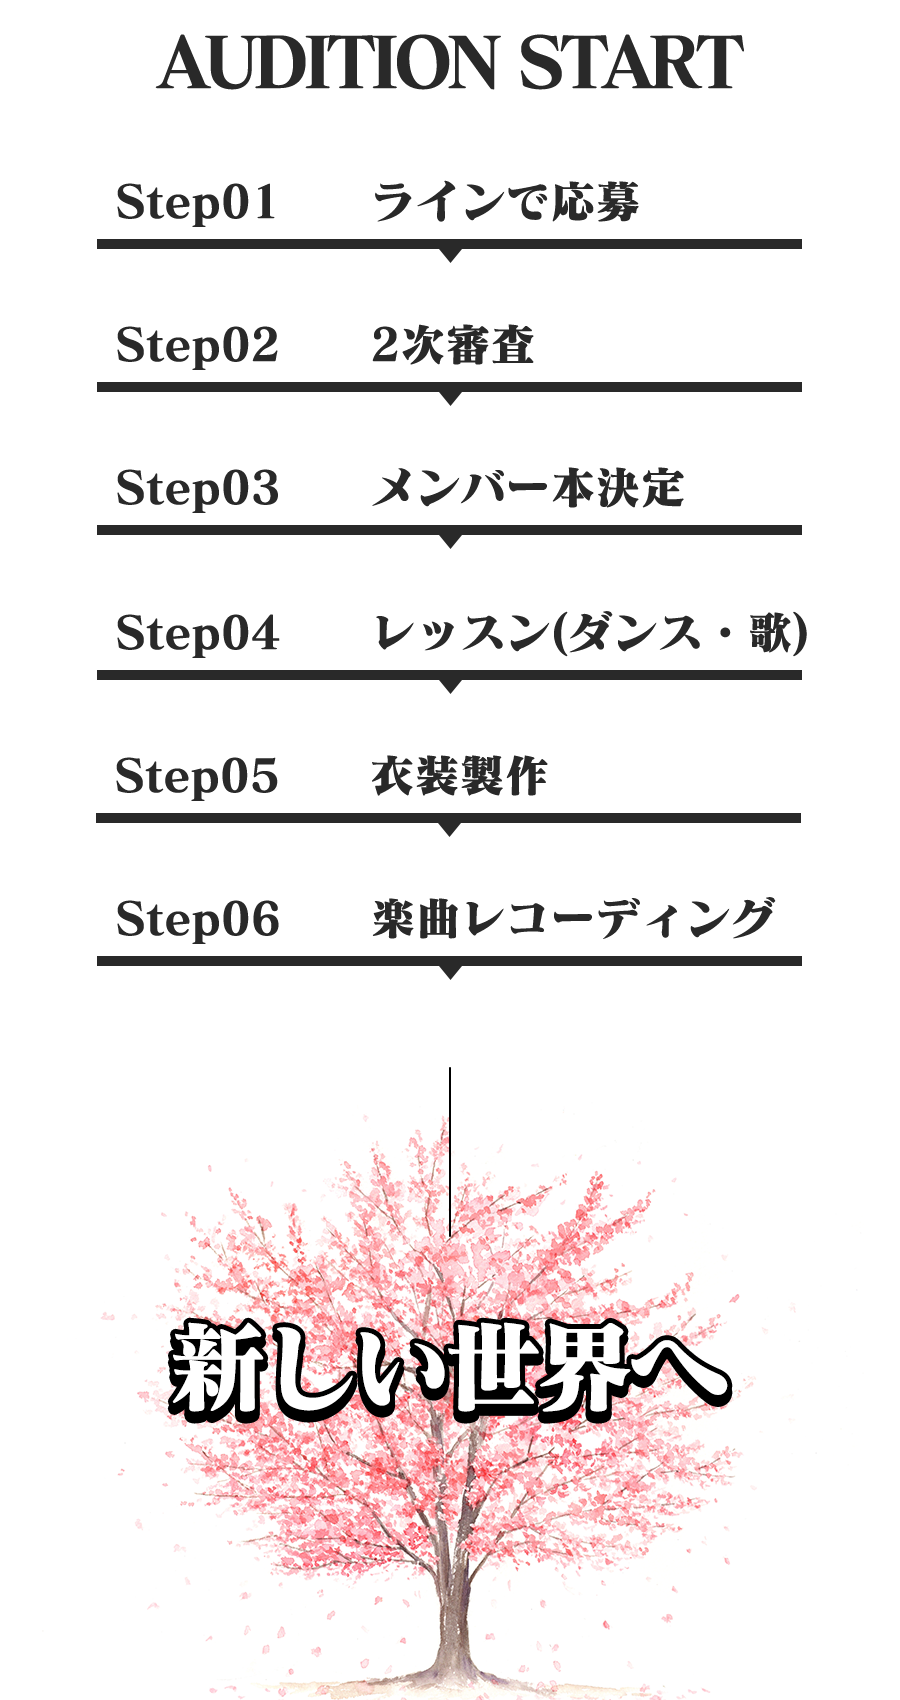 AUDITION START
Step01 ラインで応募
Step02 2次審査
Step03 メンバー本決定
Step04 レッスン(ダンス・歌)
Step05 衣装製作
Step06 楽曲レコーディング
新しい世界へ